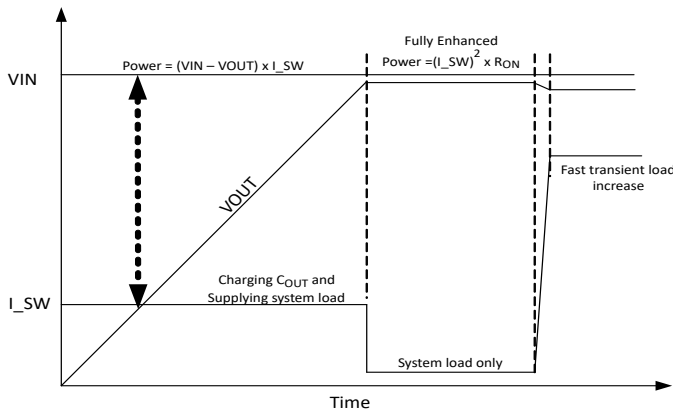 Fully Enhanced
Power = (VIN – VOUT) x I_SW
Power =(I_SW)² x RON
VIN
VOUT
Fast transient load
increase
Charging COUT and
Supplying system load
I_SW
System load only
Time